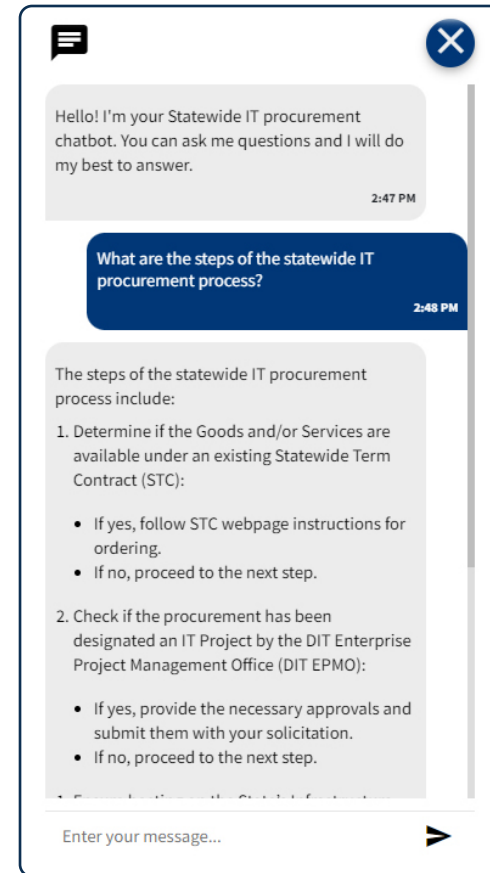 Hello! I'm your Statewide IT procurement
chatbot. You can ask me questions and I will do
my best to answer.
2:47 PM
What are the steps of the statewide IT
procurement process?
2:48 PM
The steps of the statewide IT procurement
process include:
1. Determine if the Goods and/or Services are
available under an existing Statewide Term
Contract (STC):
• If yes, follow STC webpage instructions for
ordering.
• If no, proceed to the next step.
2. Check if the procurement has been
designated an IT Project by the DIT Enterprise
Project Management Office (DIT EPMO):
• If yes, provide the necessary approvals and
submit them with your solicitation.
• If no, proceed to the next step.
Enter your message...